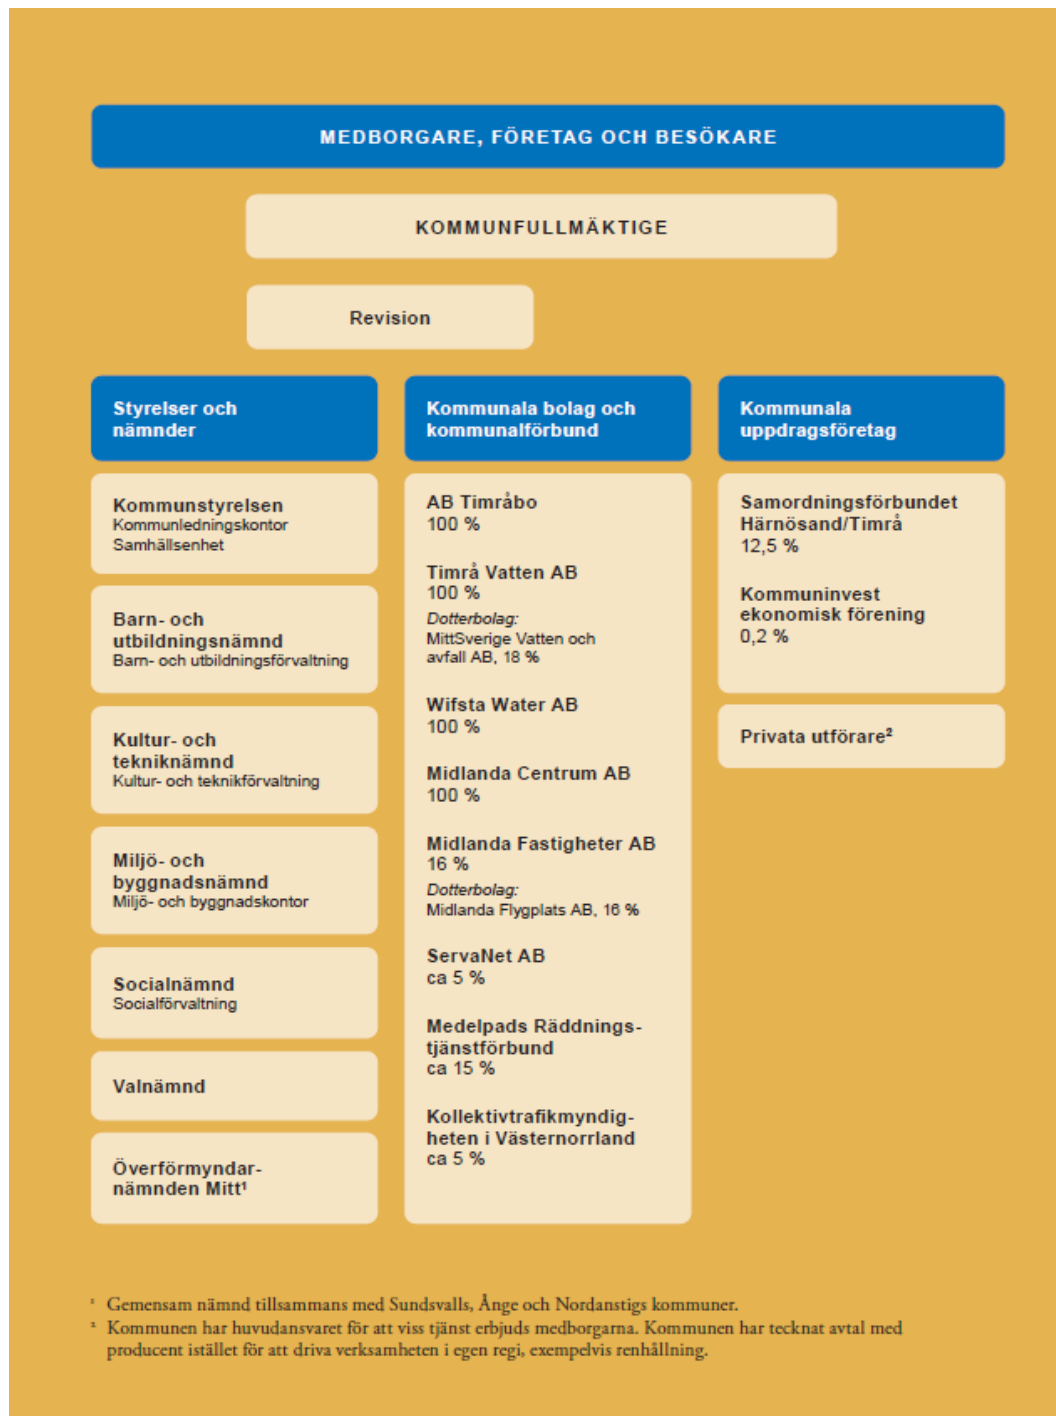 MEDBORGARE, FÖRETAG OCH BESÖKARE
KOMMUNFULLMÄKTIGE
Revision
Styrelser och
nämnder
Kommunstyrelsen
Kommunledningskontor
Samhällsenhet
Barn- och
utbildningsnämnd
Barn- och utbildningsförvaltning
Kultur- och
tekniknämnd
Kultur- och teknikförvaltning
Miljö- och
byggnadsnämnd
Miljö- och byggnadskontor
Socialnämnd
Socialförvaltning
Valnämnd
Överförmyndar-
nämnden Mitt¹
Kommunala bolag och
kommunalförbund
AB Timråbo
100 %
Timrå Vatten AB
100 %
Dotterbolag:
MittSverige Vatten och
avfall AB, 18 %
Wifsta Water AB
100 %
Midlanda Centrum AB
100 %
Midlanda Fastigheter AB
16 %
Dotterbolag:
Midlanda Flygplats AB, 16 %
ServaNet AB
ca 5 %
Medelpads Räddnings-
tjänstförbund
ca 15 %
Kollektivtrafikmyndig-
heten i Västernorrland
ca 5 %
Kommunala
uppdragsföretag
Samordningsförbundet
Härnösand/Timrå
12,5 %
Kommuninvest
ekonomisk förening
0,2 %
Privata utförare²
¹ Gemensam nämnd tillsammans med Sundsvalls, Ånge och Nordanstigs kommuner.
² Kommunen har huvudansvaret för att viss tjänst erbjuds medborgarna. Kommunen har tecknat avtal med
producent istället för att driva verksamheten i egen regi, exempelvis renhållning.